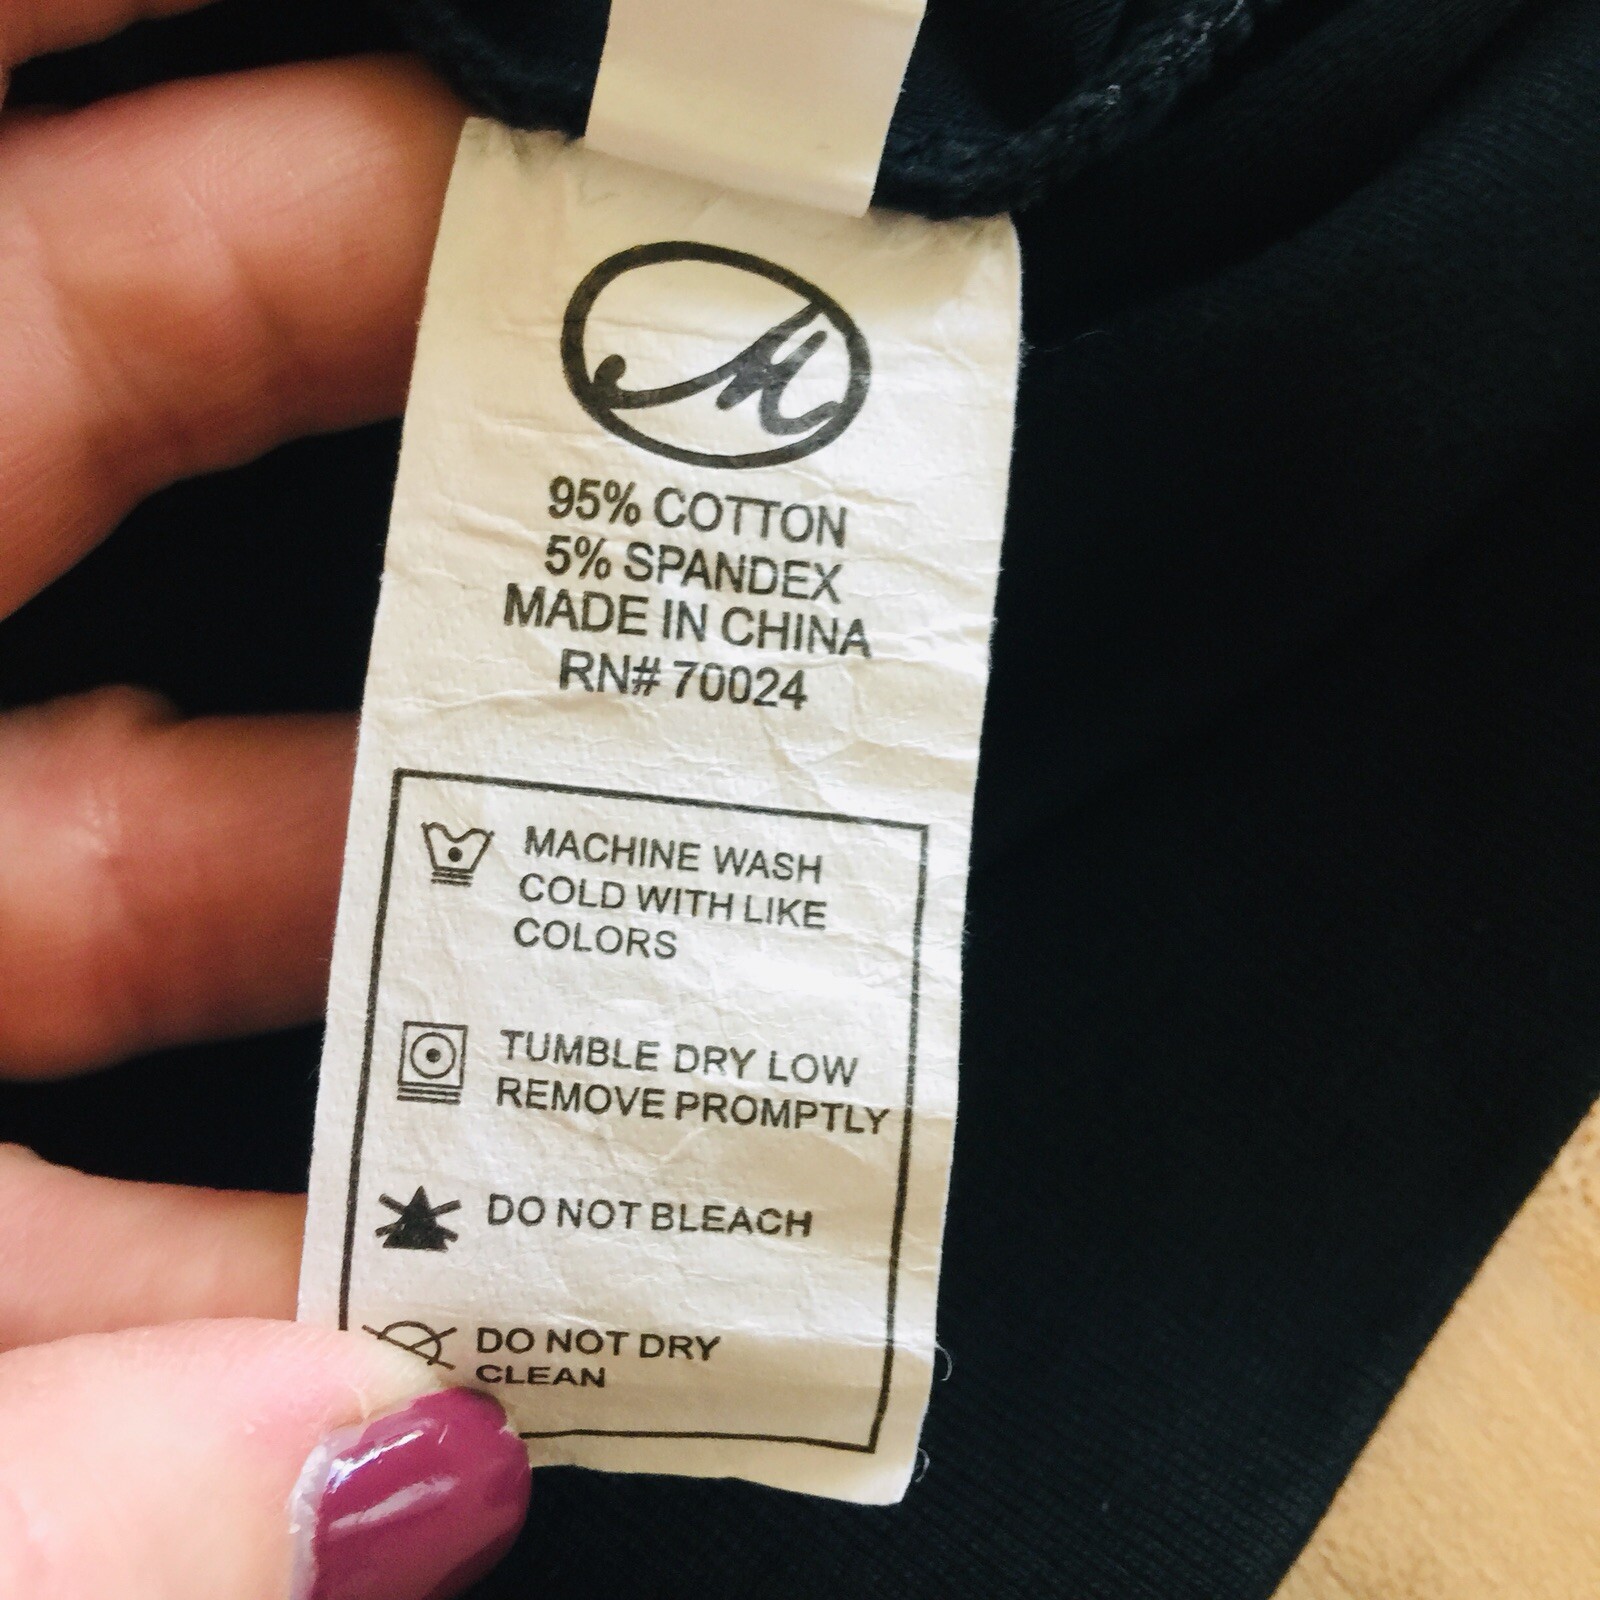 M
95% COTTON
5% SPANDEX
MADE IN CHINA
RN# 70024
MACHINE WASH
COLD WITH LIKE
COLORS
TUMBLE DRY LOW
REMOVE PROMPTLY
DO NOT BLEACH
DO NOT DRY
CLEAN